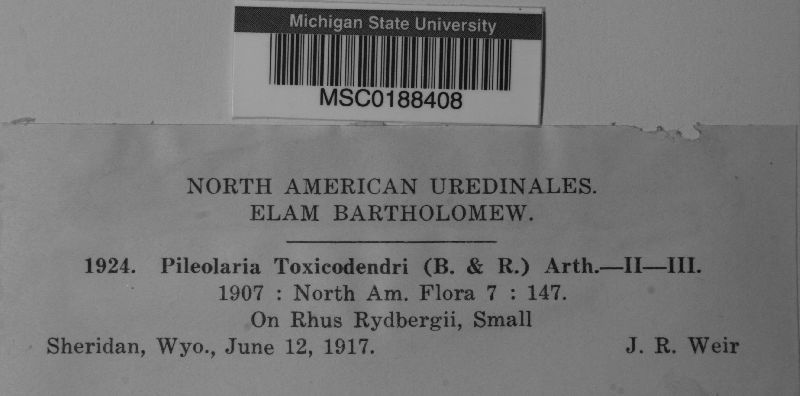 Michigan State University
MSC0188408
NORTH AMERICAN UREDINALES.
ELAM BARTHOLOMEW.
1924. Pileolaria Toxicodendri (B. & R.) Arth.—II—III.
1907 : North Am. Flora 7 : 147.
On Rhus Rydbergii, Small
Sheridan, Wyo., June 12, 1917. J. R. Weir